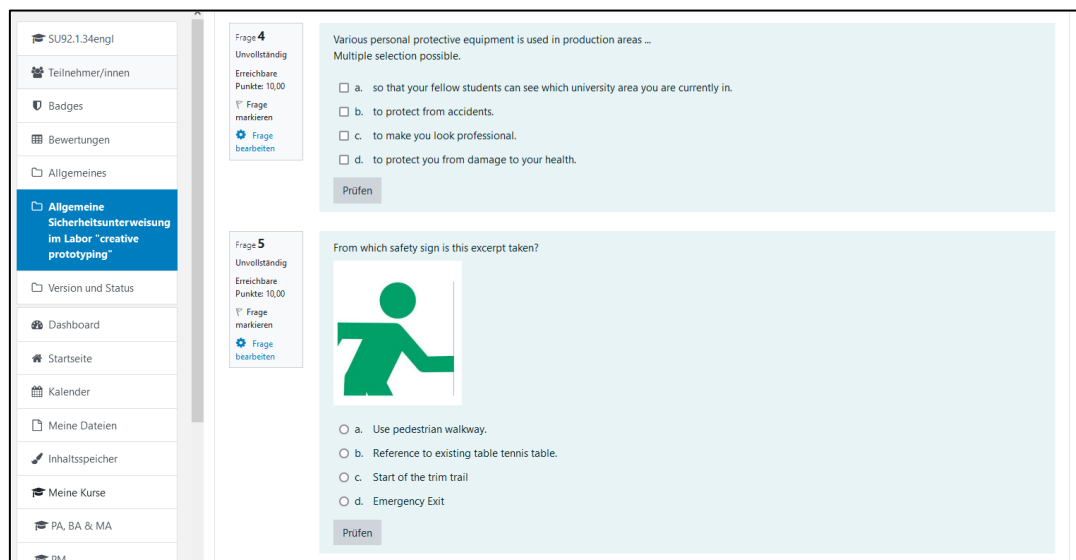 SU92.1.34engl
Teilnehmer/innen
Badges
Bewertungen
Allgemeines
Allgemeine
Sicherheitsunterweisung
im Labor "creative
prototyping"
Version und Status
Dashboard
Startseite
Kalender
Meine Dateien
Inhaltsspeicher
Meine Kurse
PA, BA & MA
PM
Frage 4
Unvollständig
Erreichbare
Punkte: 10,00
Frage
markieren
Frage
bearbeiten
Various personal protective equipment is used in production areas ...
Multiple selection possible.
a. so that your fellow students can see which university area you are currently in.
b. to protect from accidents.
c. to make you look professional.
d. to protect you from damage to your health.
Prüfen
Frage 5
Unvollständig
Erreichbare
Punkte: 10,00
Frage
markieren
Frage
bearbeiten
From which safety sign is this excerpt taken?
a. Use pedestrian walkway.
b. Reference to existing table tennis table.
c. Start of the trim trail
d. Emergency Exit
Prüfen